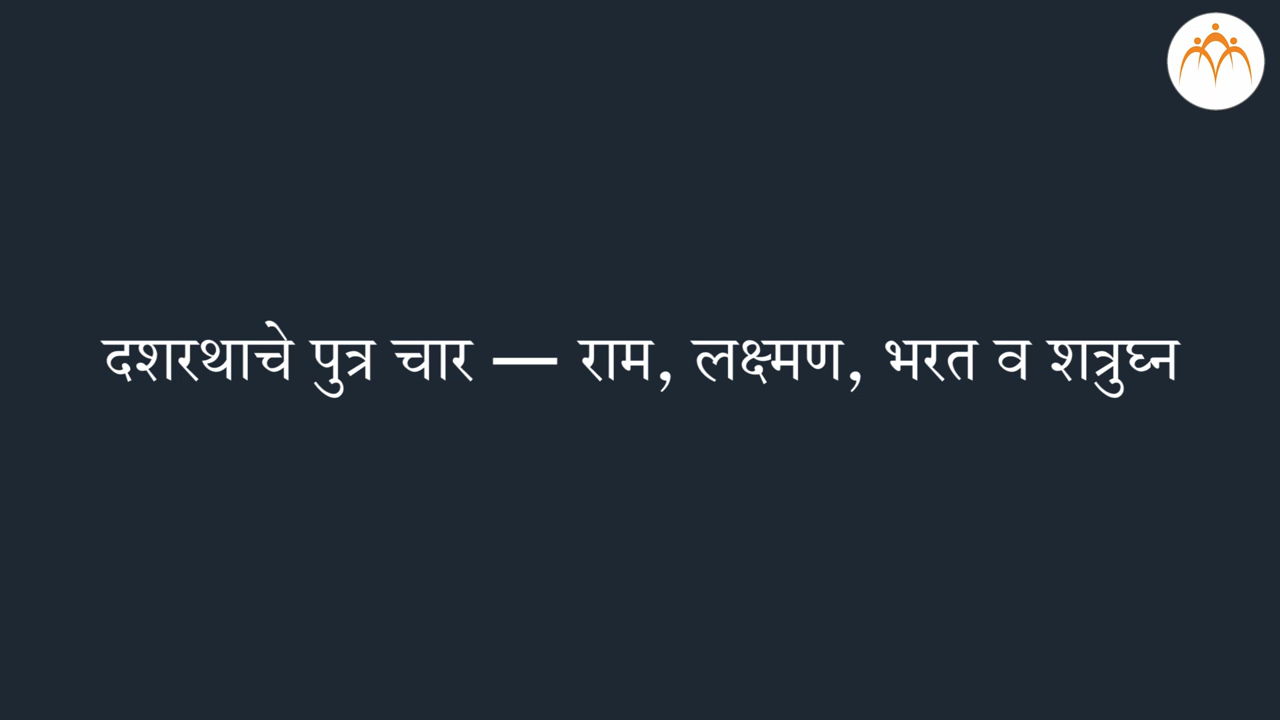 दशरथाचे पुत्र चार — राम, लक्ष्मण, भरत व शत्रुघ्न